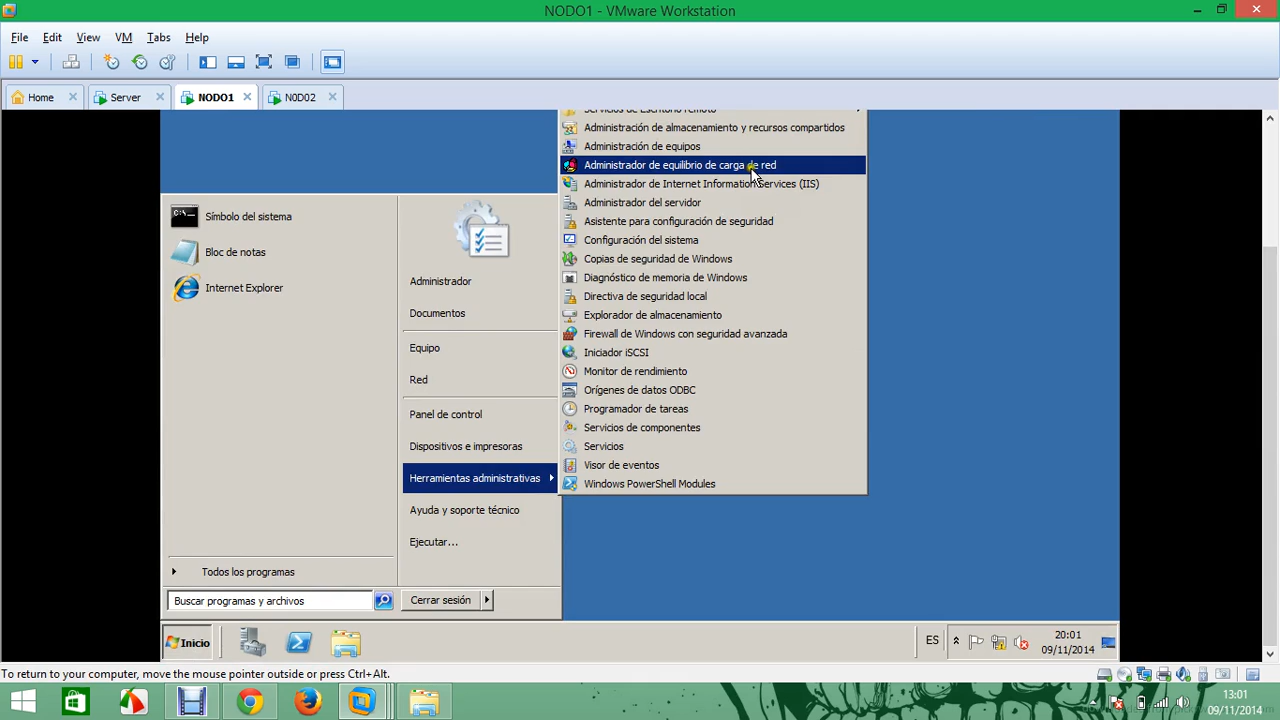 NODO1 - VMware Workstation
File Edit View VM Tabs Help
Home Server NODO1 N0D02
Servicios de Escritorio remoto
Administración de almacenamiento y recursos compartidos
Administración de equipos
Administrador de equilibrio de carga de red
Administrador de Internet Information Services (IIS)
Administrador del servidor
Asistente para configuración de seguridad
Configuración del sistema
Copias de seguridad de Windows
Diagnóstico de memoria de Windows
Directiva de seguridad local
Explorador de almacenamiento
Firewall de Windows con seguridad avanzada
Iniciador iSCSI
Monitor de rendimiento
Orígenes de datos ODBC
Programador de tareas
Servicios de componentes
Servicios
Visor de eventos
Windows PowerShell Modules
C:\.
Símbolo del sistema
Bloc de notas
Internet Explorer
Administrador
Documentos
Equipo
Red
Panel de control
Dispositivos e impresoras
Herramientas administrativas
Ayuda y soporte técnico
Ejecutar...
Todos los programas
Buscar programas y archivos
Cerrar sesión
Inicio
ES
20:01
09/11/2014
To return to your computer, move the mouse pointer outside or press Ctrl+Alt.
13:01
09/11/2014